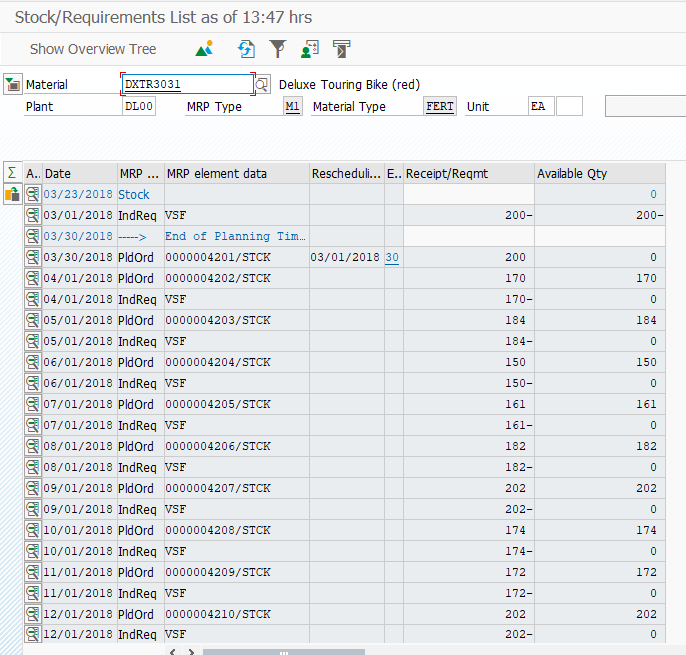 Stock/Requirements List as of 13:47 hrs
Show Overview Tree
Material DXTR3031 Deluxe Touring Bike (red)
Plant DL00 MRP Type M1 Material Type FERT Unit EA
Σ A.. Date MRP ... MRP element data Rescheduli... E.. Receipt/Reqmt Available Qty
03/23/2018 Stock 0
03/01/2018 IndReq VSF 200- 200-
03/30/2018 -----> End of Planning Tim...
03/30/2018 PldOrd 0000004201/STCK 03/01/2018 30 200 0
04/01/2018 PldOrd 0000004202/STCK 170 170
04/01/2018 IndReq VSF 170- 0
05/01/2018 PldOrd 0000004203/STCK 184 184
05/01/2018 IndReq VSF 184- 0
06/01/2018 PldOrd 0000004204/STCK 150 150
06/01/2018 IndReq VSF 150- 0
07/01/2018 PldOrd 0000004205/STCK 161 161
07/01/2018 IndReq VSF 161- 0
08/01/2018 PldOrd 0000004206/STCK 182 182
08/01/2018 IndReq VSF 182- 0
09/01/2018 PldOrd 0000004207/STCK 202 202
09/01/2018 IndReq VSF 202- 0
10/01/2018 PldOrd 0000004208/STCK 174 174
10/01/2018 IndReq VSF 174- 0
11/01/2018 PldOrd 0000004209/STCK 172 172
11/01/2018 IndReq VSF 172- 0
12/01/2018 PldOrd 0000004210/STCK 202 202
12/01/2018 IndReq VSF 202- 0